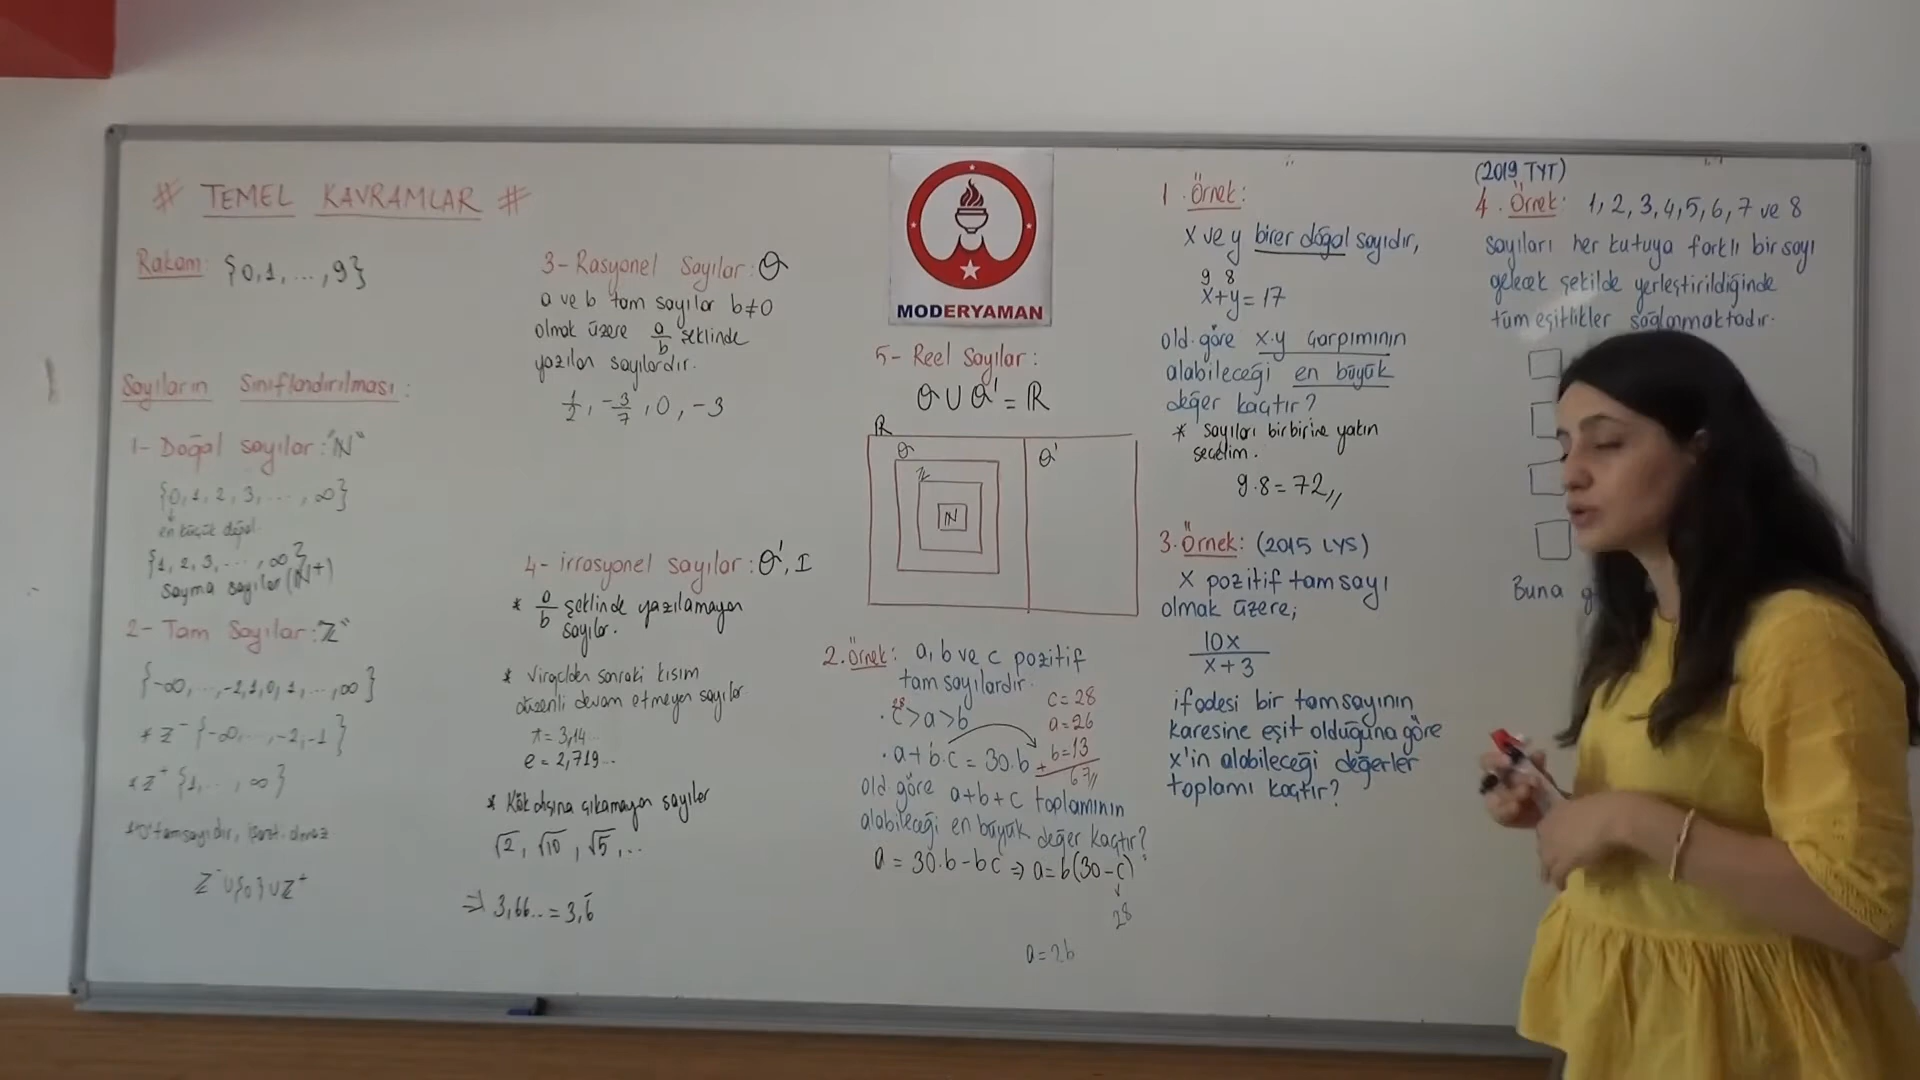 # TEMEL KAVRAMLAR #
Rakam: {0,1,...,9}
Sayıların Sınıflandırılması:
1- Doğal sayılar: "N"
{0,1,2,3,...,∞}
en küçük doğal.
{1,2,3,...,∞}
Sayma sayılar (N+)
2- Tam Sayılar: Z"
{-∞,...,-2,1,0,1,...,∞}
* Z⁻ {-∞,...,-2,-1}
* Z⁺ {1,...,∞}
tamsayıdır, işareti olmaz
Z⁻∪{0}∪Z⁺
3- Rasyonel Sayılar: Q
a ve b tam sayılar b≠0
olmak üzere a/b şeklinde
yazılan sayılardır.
1/2, -3/7, 0, -3
4- irrasyonel sayılar: Q', I
* a/b şeklinde yazılamayan
sayılar.
* Virgülden sonraki kısım
düzenli devam etmeyen sayılar
π=3,14...
e=2,719...
* Kök dışına çıkamayan sayılar
√2, √10, √5,...
⇒ 3,66..=3,6̄
MODERYAMAN
5- Reel Sayılar:
Q∪Q'=R
R
Q
Q'
Z
N
2.Örnek: a, b ve c pozitif
tam sayılardır.
28
· c>a>b
· a+b.c=30.b
c=28
a=26
+ b=13
67//
old. göre a+b+c toplamının
alabileceği en büyük değer kaçtır?
a=30.b-bc ⇒ a=b(30-c)
28
a=2b
1.Örnek:
x ve y birer doğal sayıdır,
9 8
x+y=17
old. göre x.y çarpımının
alabileceği en büyük
değer kaçtır?
* sayıları birbirine yakın
seçelim.
9.8=72//
3.Örnek: (2015 LYS)
x pozitif tam sayı
olmak üzere;
10x
x+3
ifadesi bir tamsayının
karesine eşit olduğuna göre
x'in alabileceği değerler
toplamı kaçtır?
(2019 TYT)
4.Örnek: 1,2,3,4,5,6,7 ve 8
sayıları her kutuya farklı bir sayı
gelecek şekilde yerleştirildiğinde
tüm eşitlikler sağlanmaktadır.
Buna g